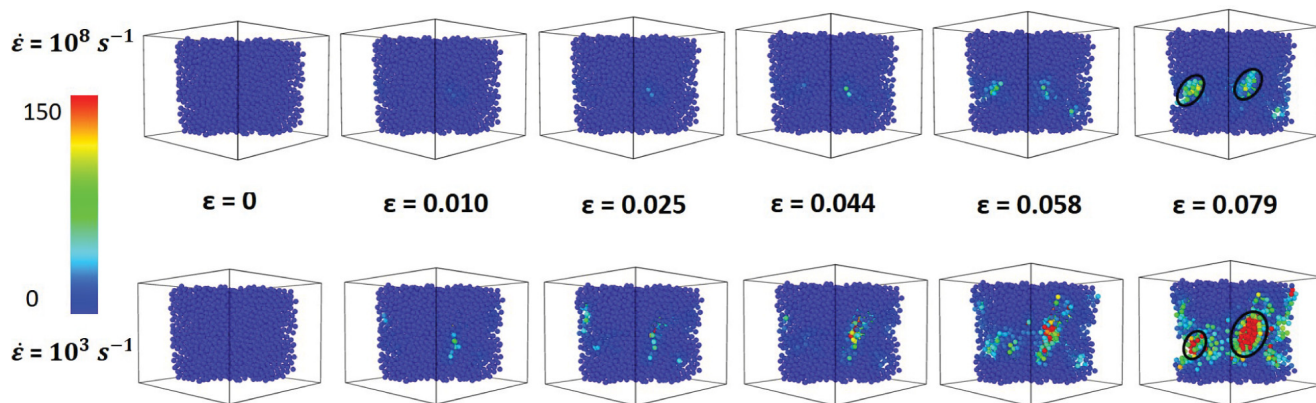 ε̇ = 10⁸ s⁻¹
150
0
ε = 0
ε = 0.010
ε = 0.025
ε = 0.044
ε = 0.058
ε = 0.079
ε̇ = 10³ s⁻¹